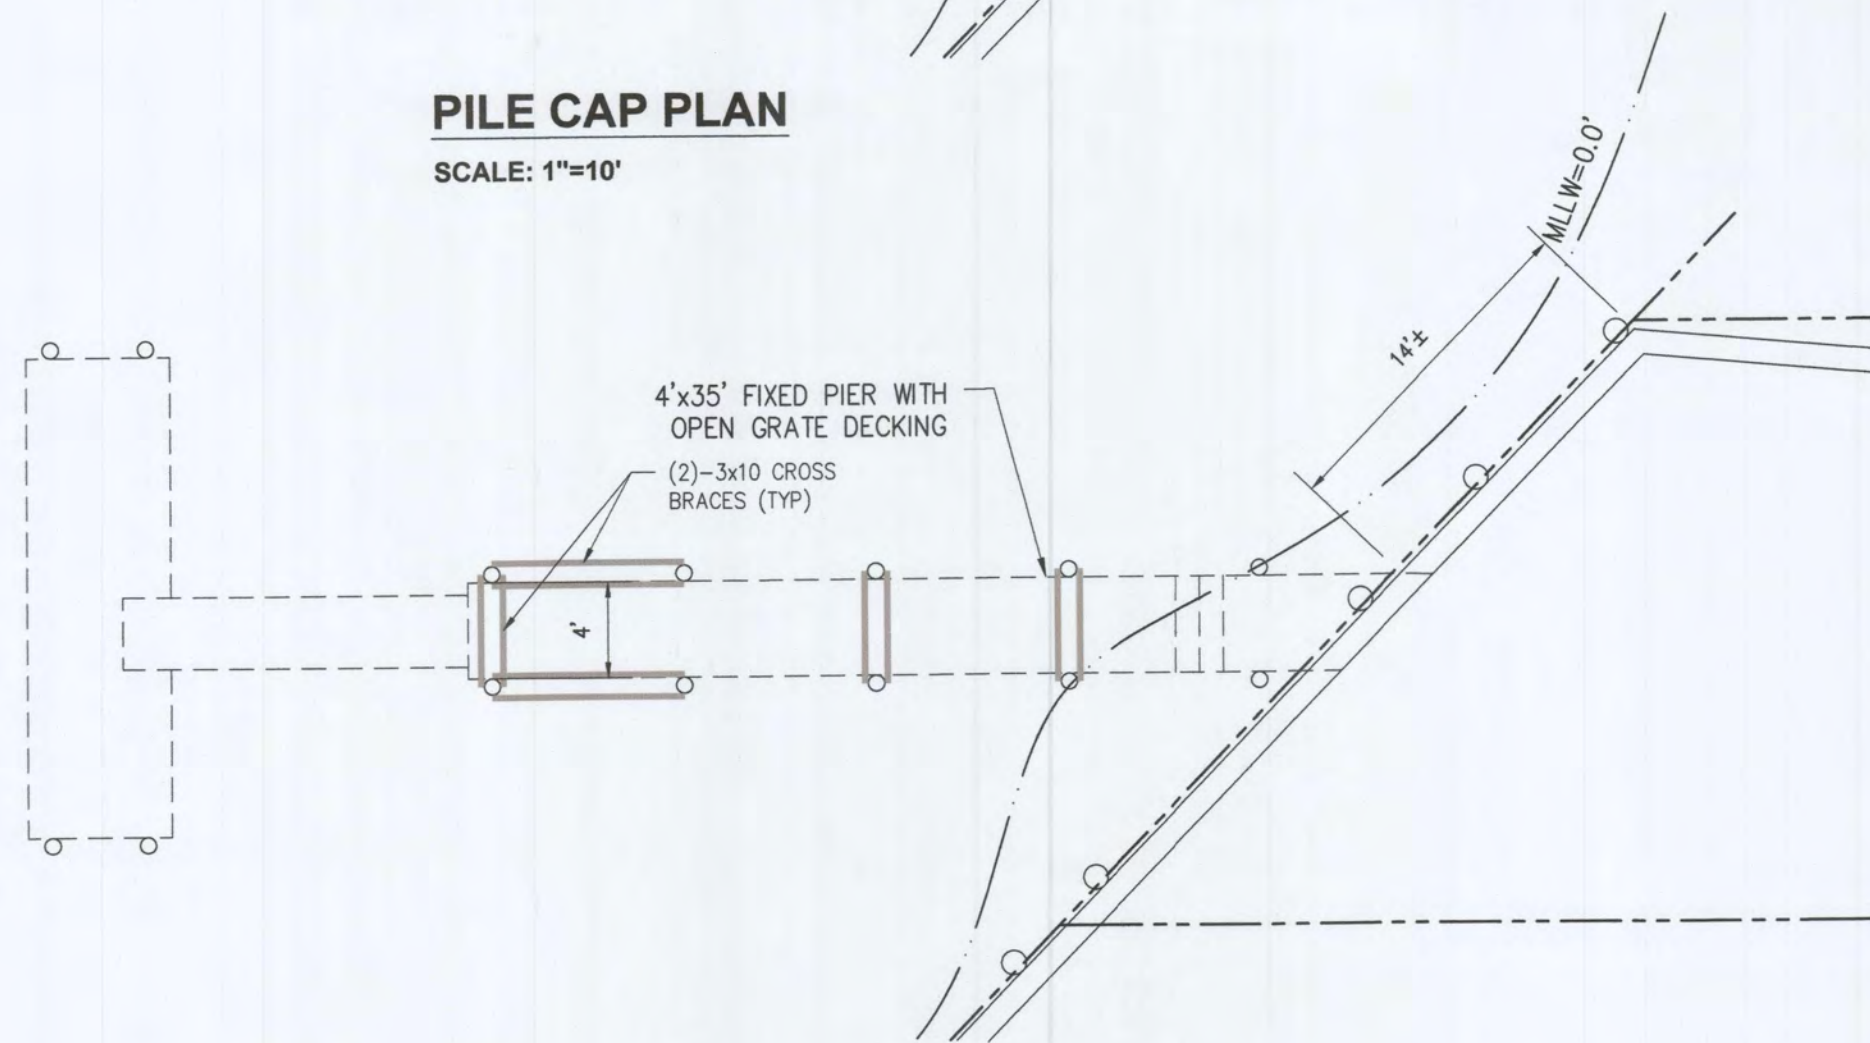 PILE CAP PLAN
SCALE: 1"=10'
MLLW=0.0'
14'±
4'x35' FIXED PIER WITH
OPEN GRATE DECKING
(2)-3x10 CROSS
BRACES (TYP)
4'